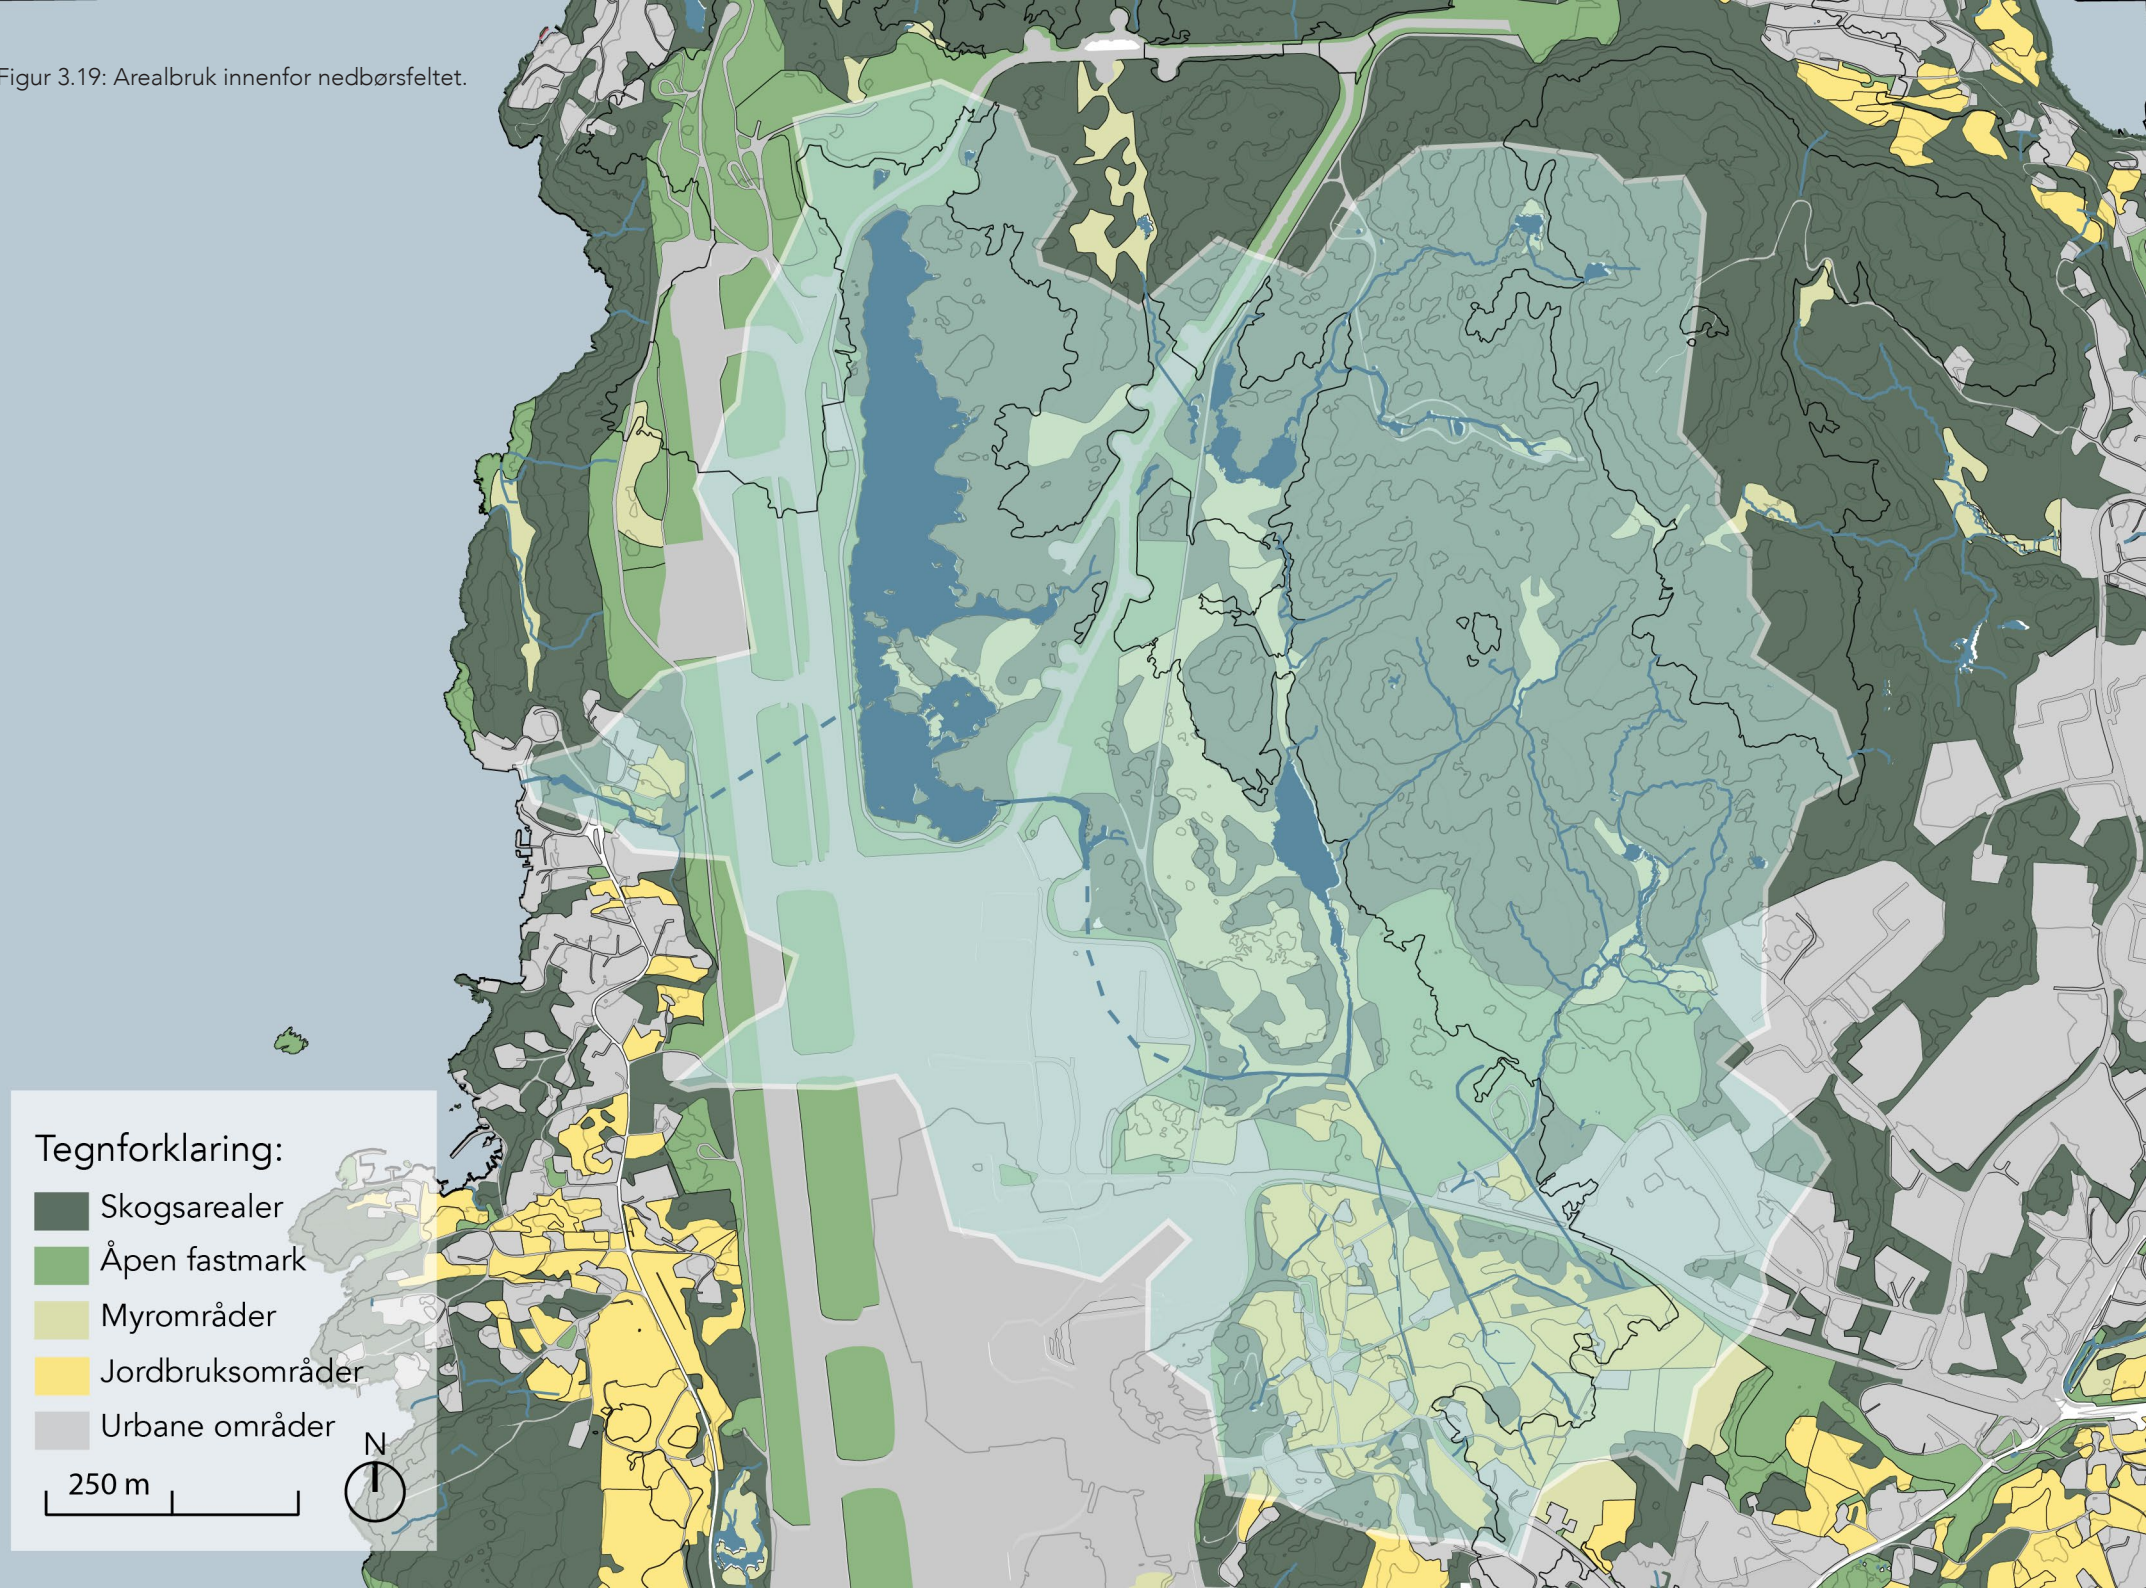 Figur 3.19: Arealbruk innenfor nedbørsfeltet.
Tegnforklaring:
Skogsarealer
Åpen fastmark
Myrområder
Jordbruksområder
Urbane områder
N
250 m